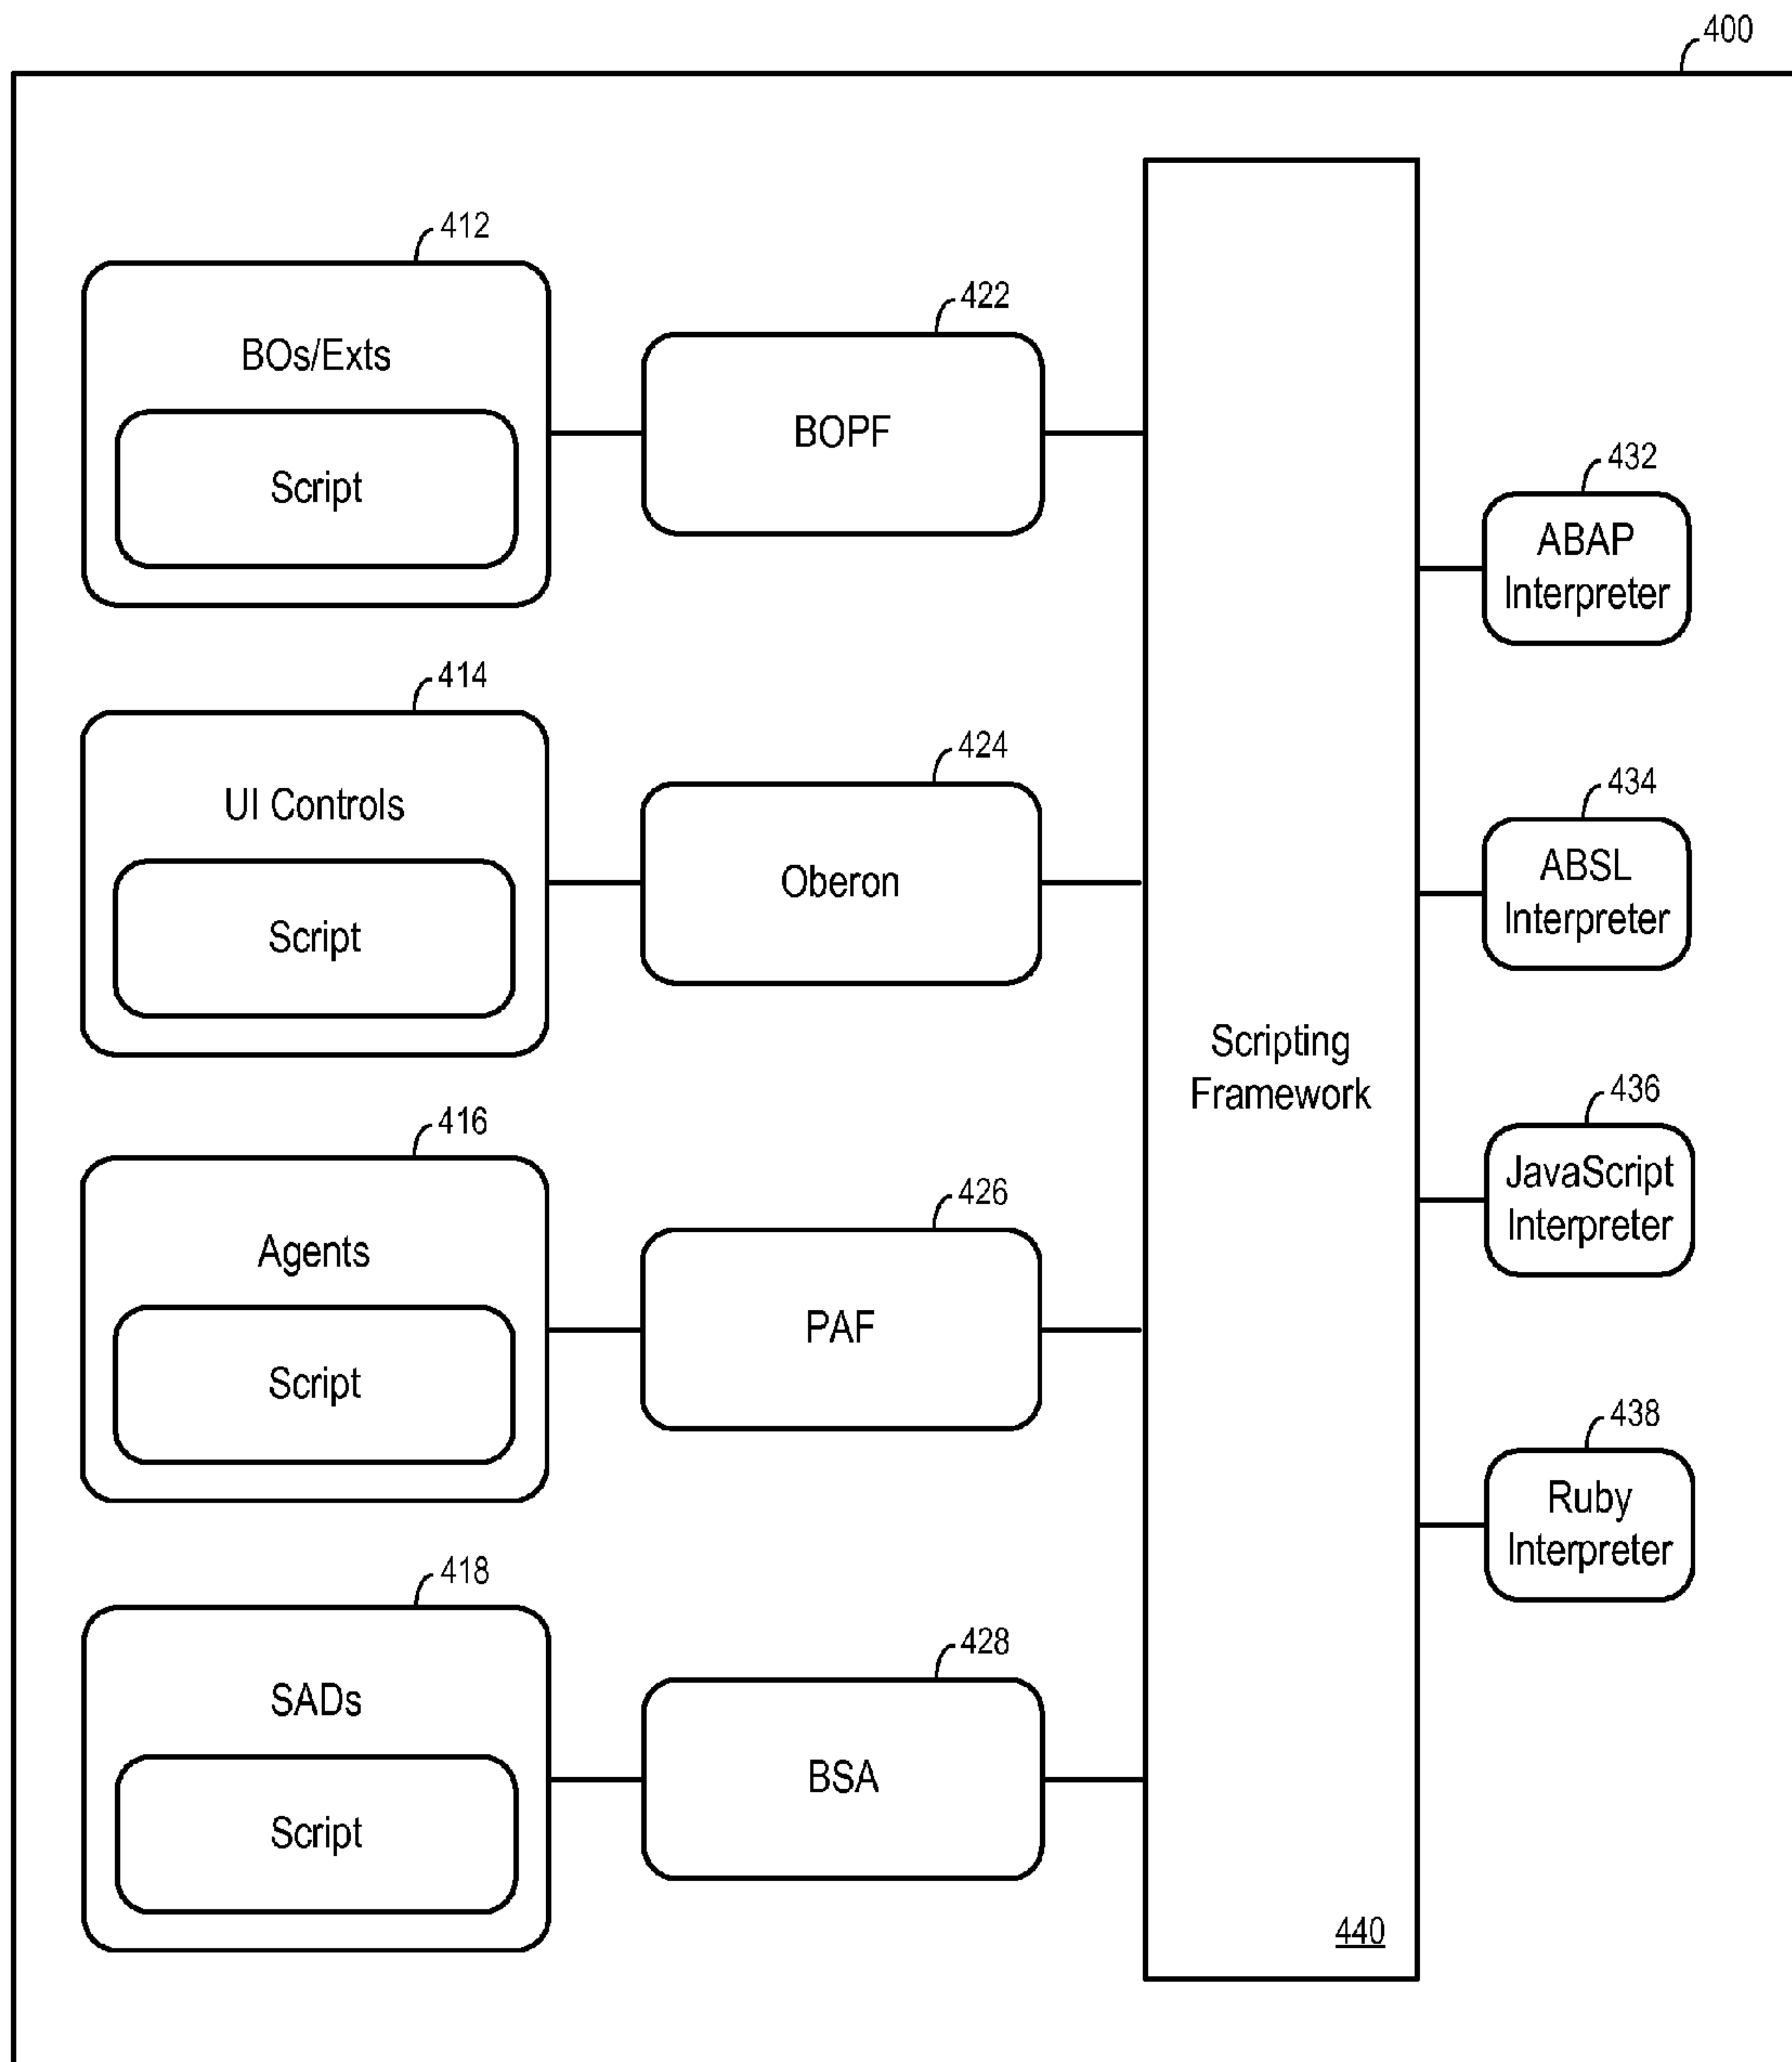 400
412
BOs/Exts
Script
422
BOPF
432
ABAP
Interpreter
414
UI Controls
Script
424
Oberon
434
ABSL
Interpreter
Scripting
Framework
416
Agents
Script
426
PAF
436
JavaScript
Interpreter
438
Ruby
Interpreter
418
SADs
Script
428
BSA
440